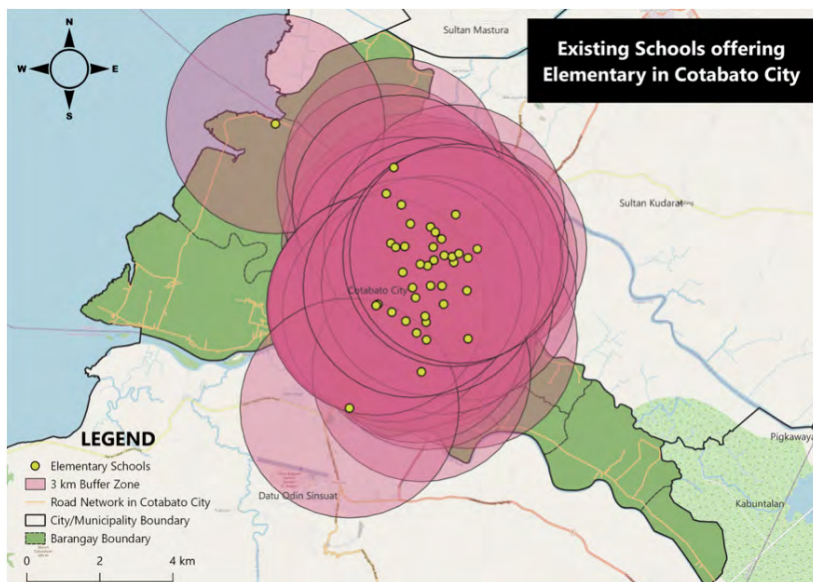 N
W
E
S
Sultan Mastura
Existing Schools offering
Elementary in Cotabato City
Sultan Kudarat
Cotabato City
LEGEND
Elementary Schools
3 km Buffer Zone
Road Network in Cotabato City
City/Municipality Boundary
Barangay Boundary
0 2 4 km
Datu Odin Sinsuat
Pigkawaya
Kabuntalan